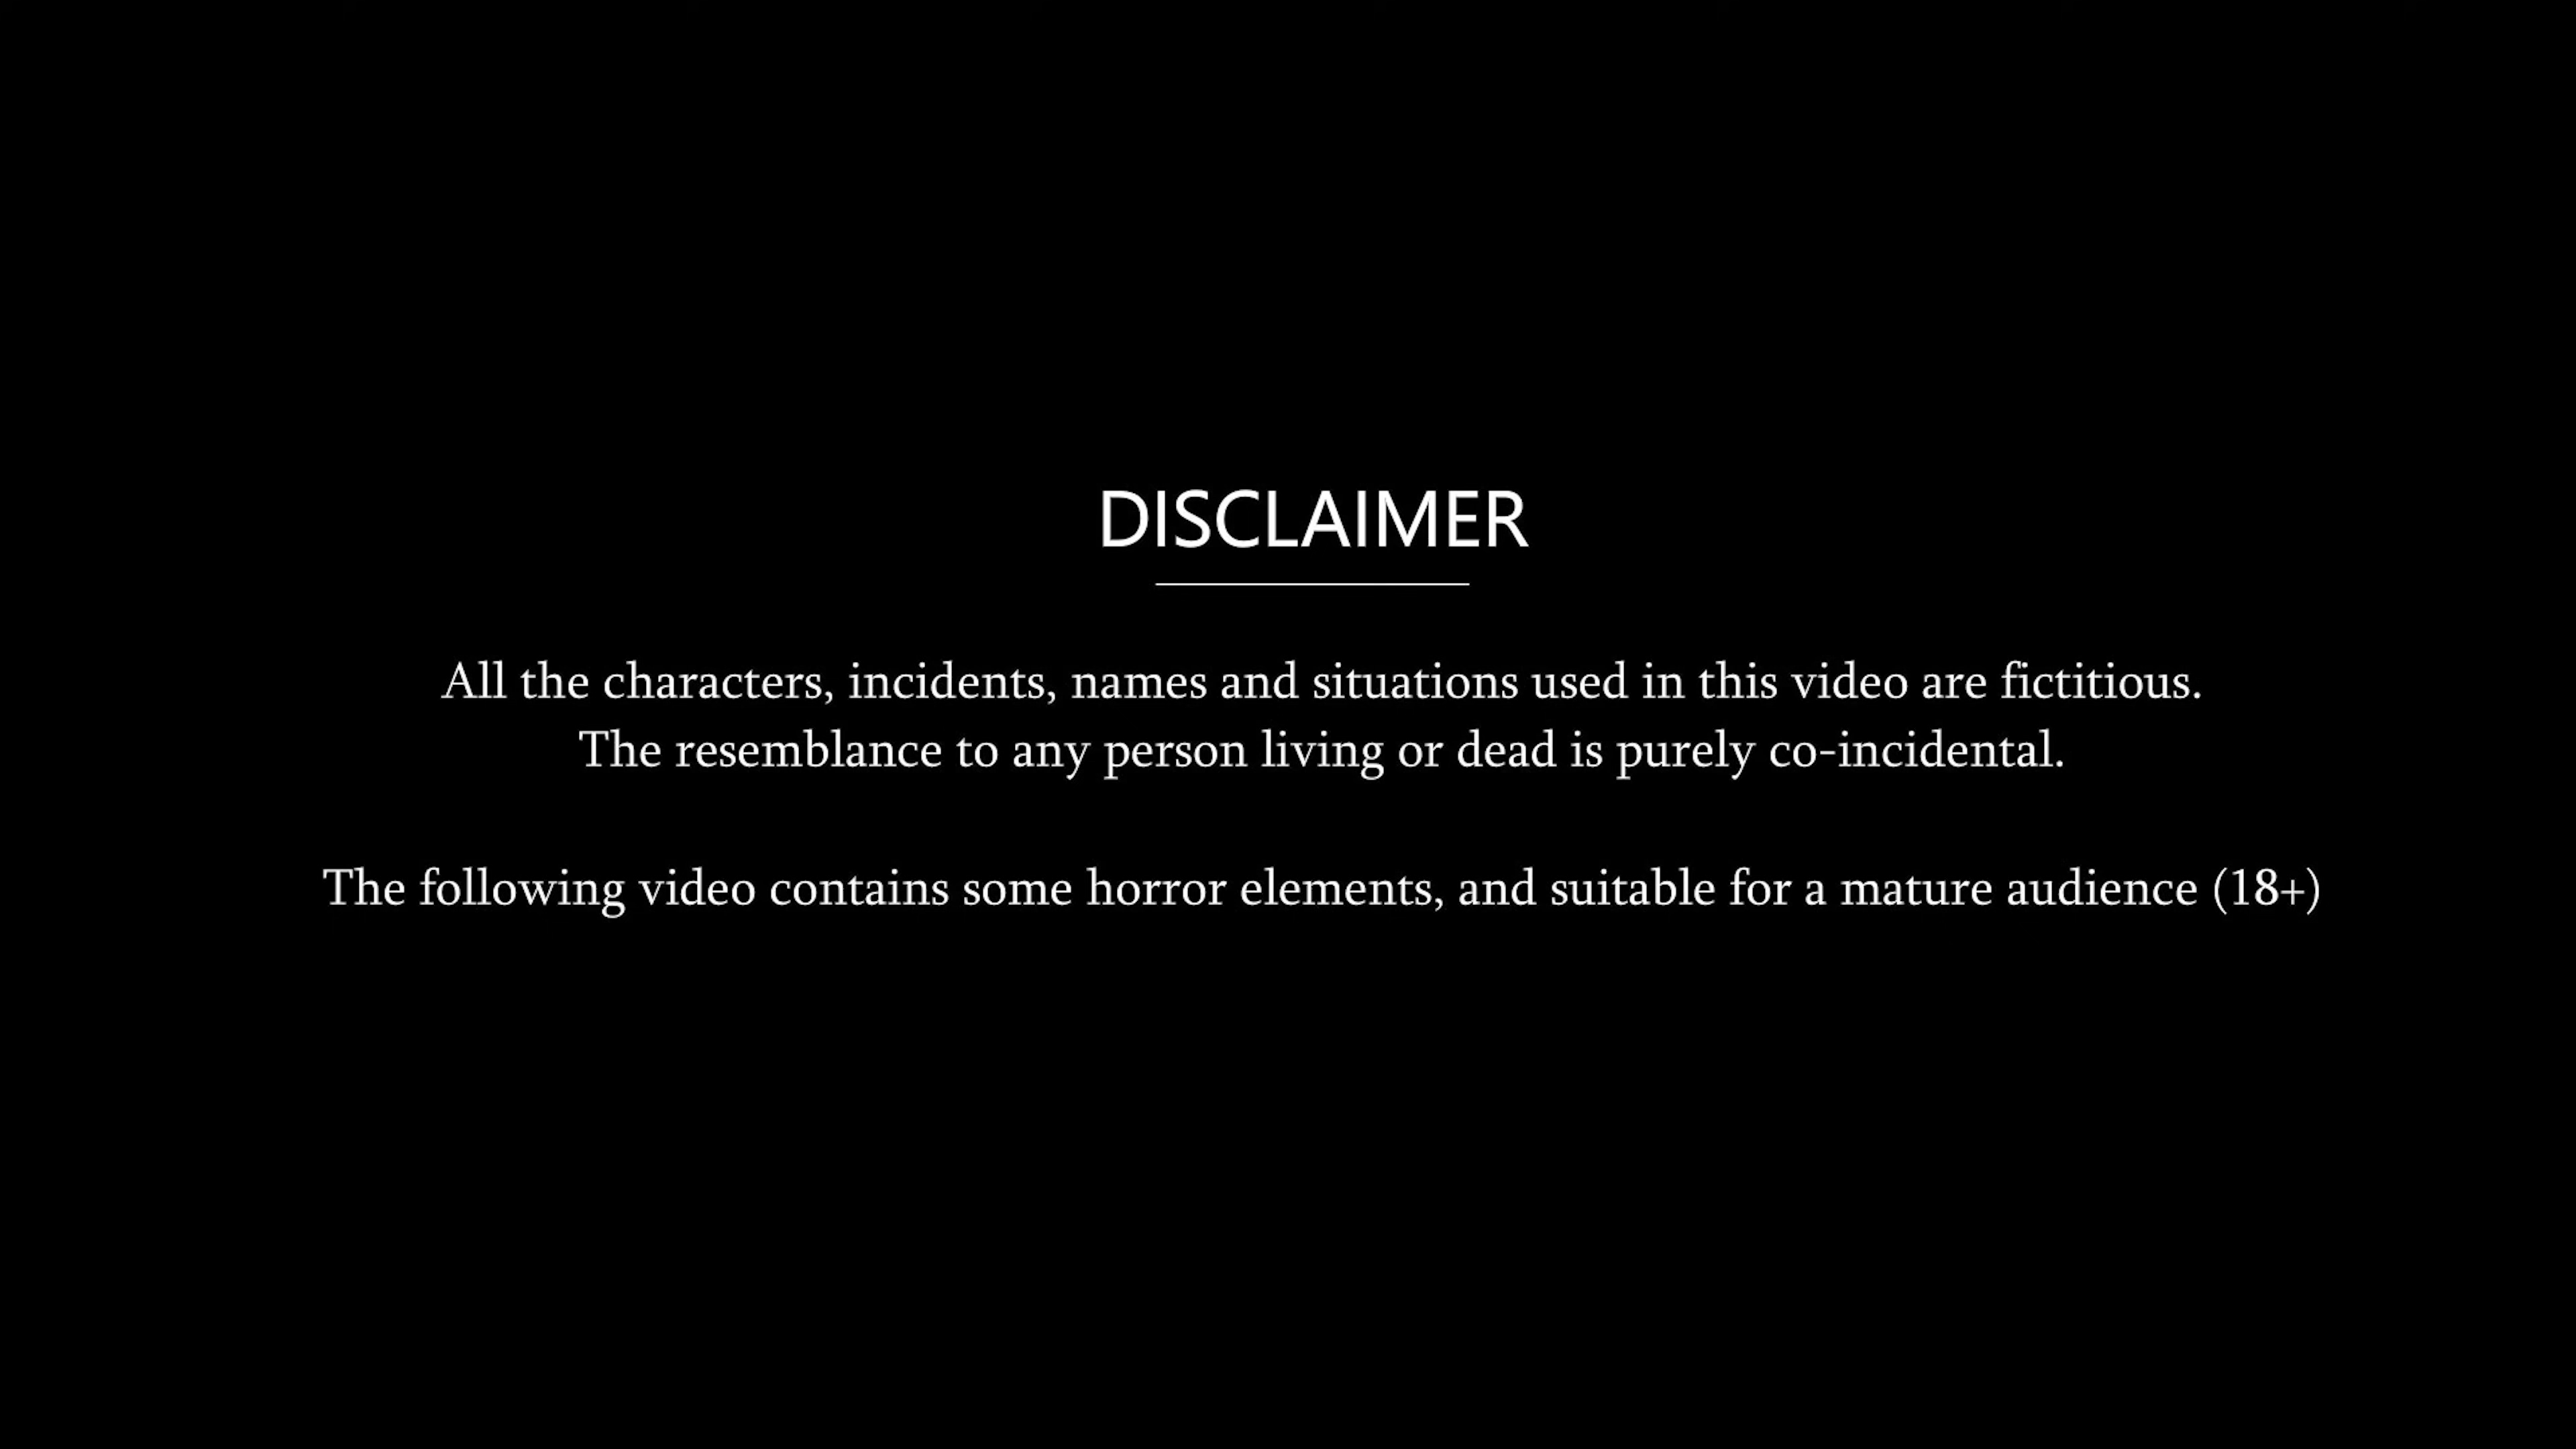 DISCLAIMER
All the characters, incidents, names and situations used in this video are fictitious.
The resemblance to any person living or dead is purely co-incidental.
The following video contains some horror elements, and suitable for a mature audience (18+)